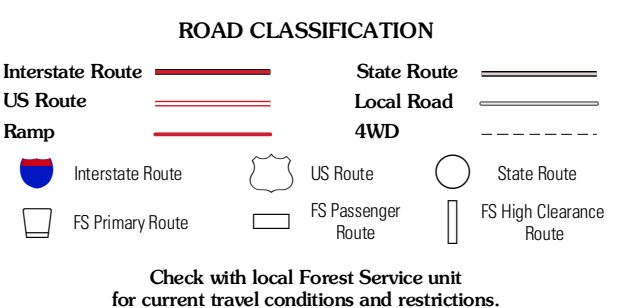 ROAD CLASSIFICATION
Interstate Route
State Route
US Route
Local Road
Ramp
4WD
Interstate Route
US Route
State Route
FS Primary Route
FS Passenger
Route
FS High Clearance
Route
Check with local Forest Service unit
for current travel conditions and restrictions.